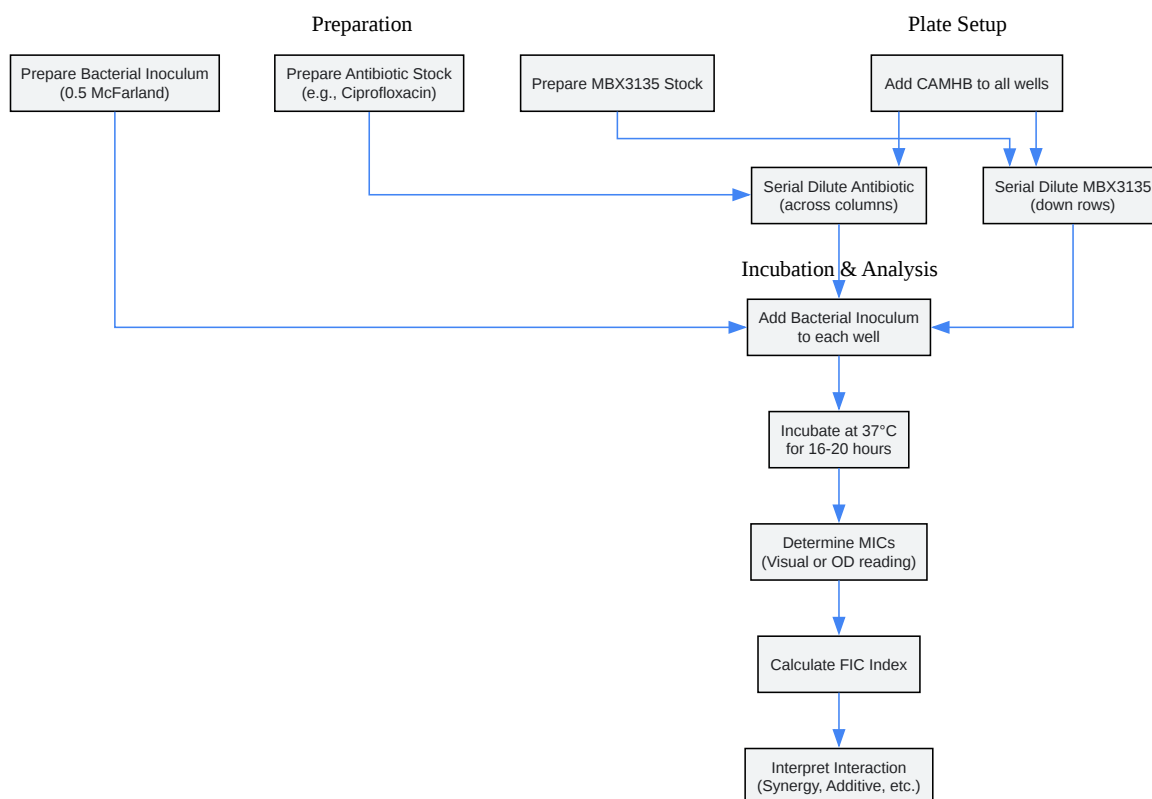 Preparation
Plate Setup
Prepare Bacterial Inoculum
(0.5 McFarland)
Prepare Antibiotic Stock
(e.g., Ciprofloxacin)
Prepare MBX3135 Stock
Add CAMHB to all wells
Serial Dilute Antibiotic
(across columns)
Serial Dilute MBX3135
(down rows)
Incubation & Analysis
Add Bacterial Inoculum
to each well
Incubate at 37°C
for 16-20 hours
Determine MICs
(Visual or OD reading)
Calculate FIC Index
Interpret Interaction
(Synergy, Additive, etc.)